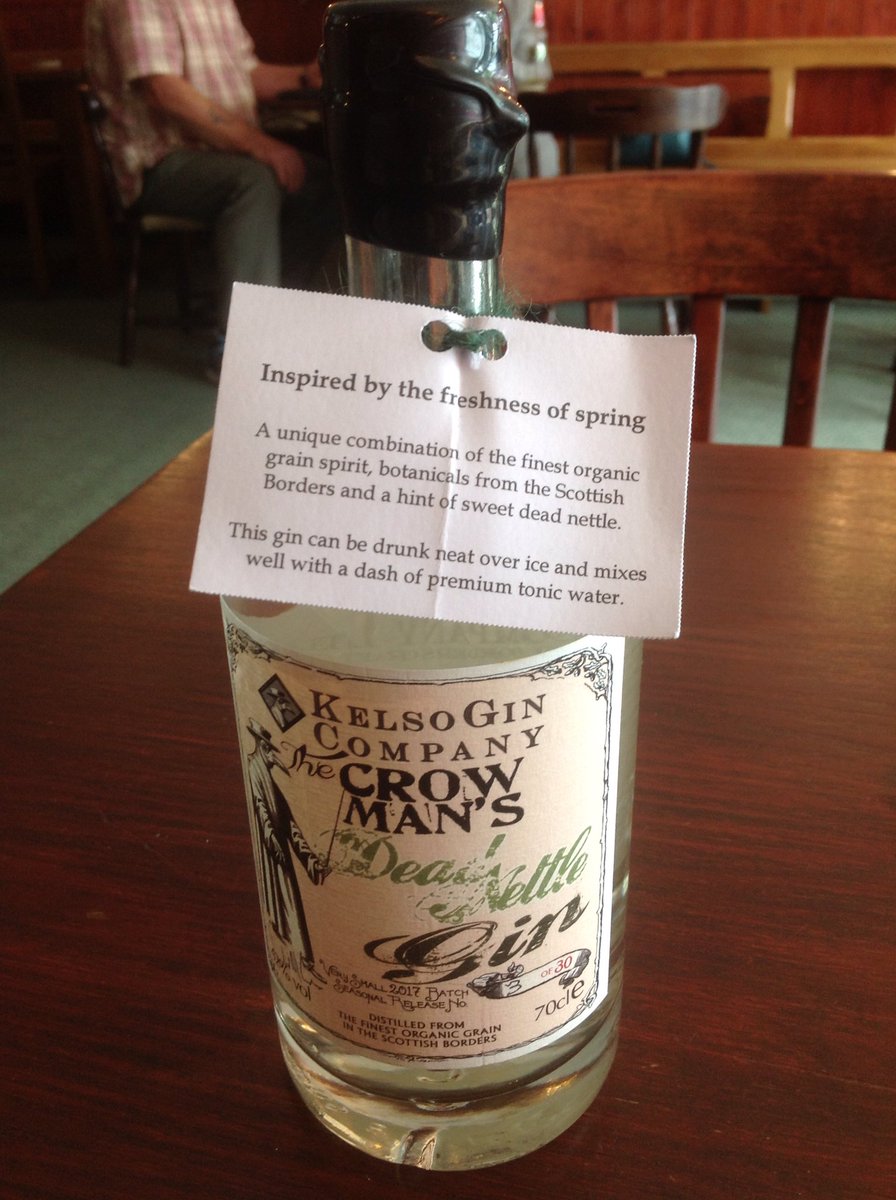 Inspired by the freshness of spring
A unique combination of the finest organic
grain spirit, botanicals from the Scottish
Borders and a hint of sweet dead nettle.
This gin can be drunk neat over ice and mixes
well with a dash of premium tonic water.
KELSO GIN
COMPANY
The CROW
MAN'S
Dead
Nettle
Gin
VERY SMALL 2017 BATCH
SEASONAL RELEASE NO.
3 OF 30
vol
70cl e
DISTILLED FROM
THE FINEST ORGANIC GRAIN
IN THE SCOTTISH BORDERS